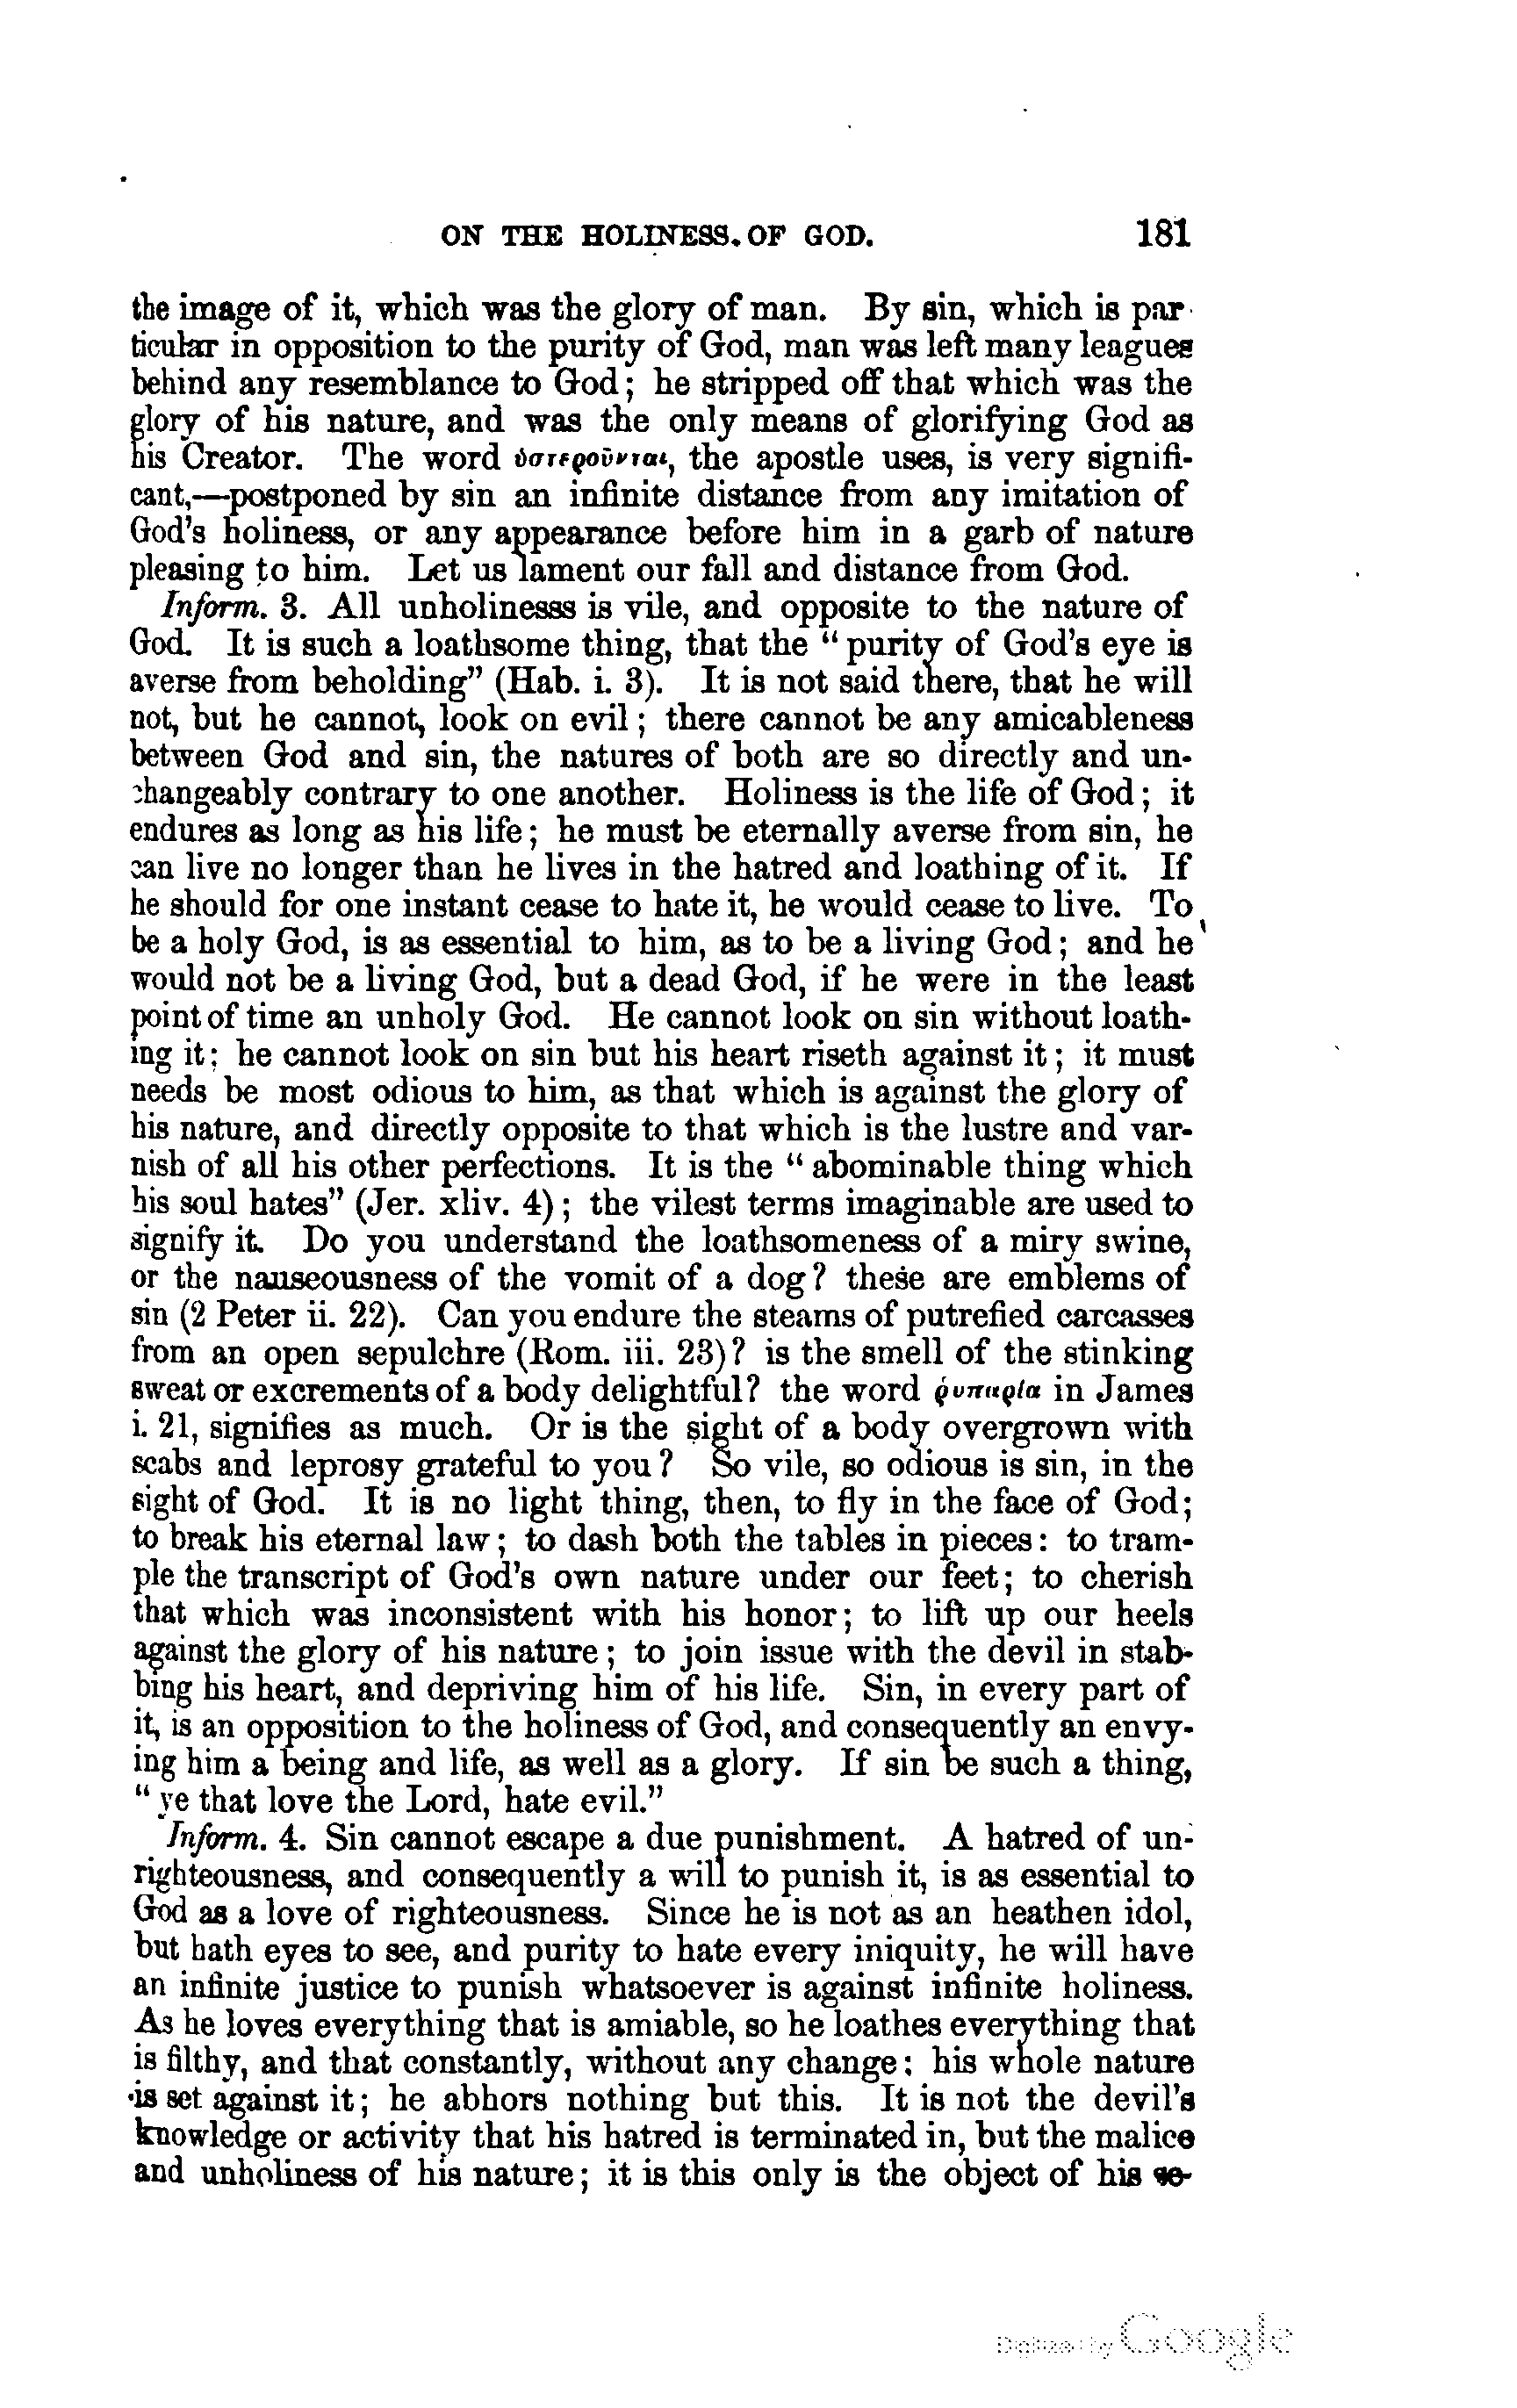 ON THE HOLINESS. OF GOD. 181
the image of it, which was the glory of man. By sin, which is par-
ticular in opposition to the purity of God, man was left many leagues
behind any resemblance to God; he stripped off that which was the
glory of his nature, and was the only means of glorifying God as
his Creator. The word ὑστεροῦνται, the apostle uses, is very signifi-
cant,—postponed by sin an infinite distance from any imitation of
God's holiness, or any appearance before him in a garb of nature
pleasing to him. Let us lament our fall and distance from God.
Inform. 3. All unholinesss is vile, and opposite to the nature of
God. It is such a loathsome thing, that the "purity of God's eye is
averse from beholding" (Hab. i. 3). It is not said there, that he will
not, but he cannot, look on evil; there cannot be any amicableness
between God and sin, the natures of both are so directly and un-
changeably contrary to one another. Holiness is the life of God; it
endures as long as his life; he must be eternally averse from sin, he
can live no longer than he lives in the hatred and loathing of it. If
he should for one instant cease to hate it, he would cease to live. To
be a holy God, is as essential to him, as to be a living God; and he
would not be a living God, but a dead God, if he were in the least
point of time an unholy God. He cannot look on sin without loath-
ing it; he cannot look on sin but his heart riseth against it; it must
needs be most odious to him, as that which is against the glory of
his nature, and directly opposite to that which is the lustre and var-
nish of all his other perfections. It is the "abominable thing which
his soul hates" (Jer. xliv. 4); the vilest terms imaginable are used to
signify it. Do you understand the loathsomeness of a miry swine,
or the nauseousness of the vomit of a dog? these are emblems of
sin (2 Peter ii. 22). Can you endure the steams of putrefied carcasses
from an open sepulchre (Rom. iii. 23)? is the smell of the stinking
sweat or excrements of a body delightful? the word ῥυπαρία in James
i. 21, signifies as much. Or is the sight of a body overgrown with
scabs and leprosy grateful to you? So vile, so odious is sin, in the
sight of God. It is no light thing, then, to fly in the face of God;
to break his eternal law; to dash both the tables in pieces: to tram-
ple the transcript of God's own nature under our feet; to cherish
that which was inconsistent with his honor; to lift up our heels
against the glory of his nature; to join issue with the devil in stab-
bing his heart, and depriving him of his life. Sin, in every part of
it, is an opposition to the holiness of God, and consequently an envy-
ing him a being and life, as well as a glory. If sin be such a thing,
"ye that love the Lord, hate evil."
Inform. 4. Sin cannot escape a due punishment. A hatred of un-
righteousness, and consequently a will to punish it, is as essential to
God as a love of righteousness. Since he is not as an heathen idol,
but hath eyes to see, and purity to hate every iniquity, he will have
an infinite justice to punish whatsoever is against infinite holiness.
As he loves everything that is amiable, so he loathes everything that
is filthy, and that constantly, without any change; his whole nature
is set against it; he abhors nothing but this. It is not the devil's
knowledge or activity that his hatred is terminated in, but the malice
and unholiness of his nature; it is this only is the object of his se-
Digitized by Google